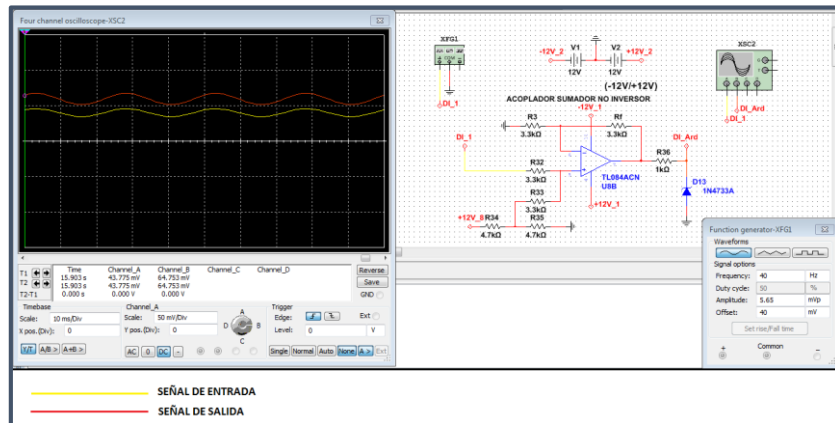 Four channel oscilloscope-XSC2
Time Channel_A Channel_B Channel_C Channel_D
T1 15.903 s 43.775 mV 64.753 mV
T2 15.903 s 43.775 mV 64.753 mV
T2-T1 0.000 s 0.000 V 0.000 V
Reverse
Save
GND
Timebase
Scale: 10 ms/Div
X pos.(Div): 0
Y/T A/B > A+B >
Channel_A
Scale: 50 mV/Div
Y pos.(Div): 0
AC 0 DC -
A
B
C
D
Trigger
Edge: Ext
Level: 0 V
Single Normal Auto None A > Ext
XFG1
COM
DI_1
-12V_2 V1 V2 +12V_2
12V 12V
(-12V/+12V)
XSC2
DI_Ard
DI_1
ACOPLADOR SUMADOR NO INVERSOR
-12V_1
R3 Rf
3.3kΩ 3.3kΩ
DI_1
DI_Ard
R32
3.3kΩ
R36
1kΩ
TL084ACN
U8B
D13
1N4733A
R33
3.3kΩ
+12V_1
R34 R35
4.7kΩ 4.7kΩ
Function generator-XFG1
Waveforms
Signal options
Frequency: 40 Hz
Duty cycle: 50 %
Amplitude: 5.65 mVp
Offset: 40 mV
Set rise/Fall time
+ Common −
SEÑAL DE ENTRADA
SEÑAL DE SALIDA